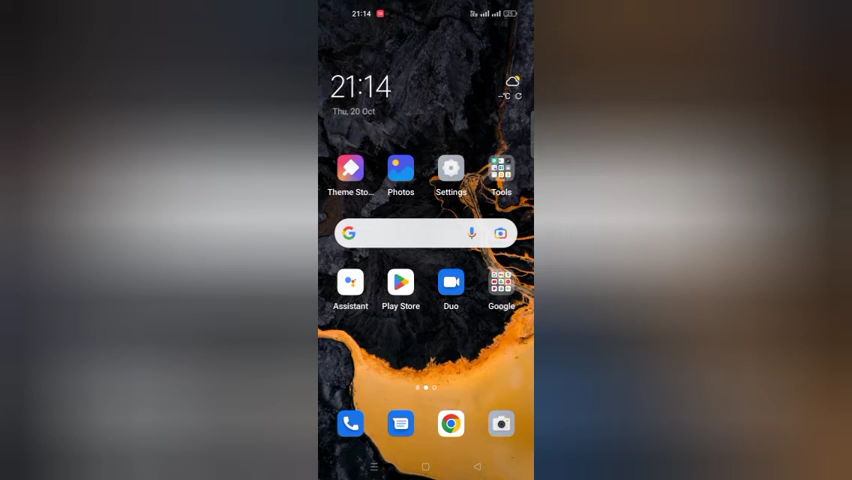 21:14
21:14
Thu, 20 Oct
--°C
Theme Sto... Photos Settings Tools
Assistant Play Store Duo Google